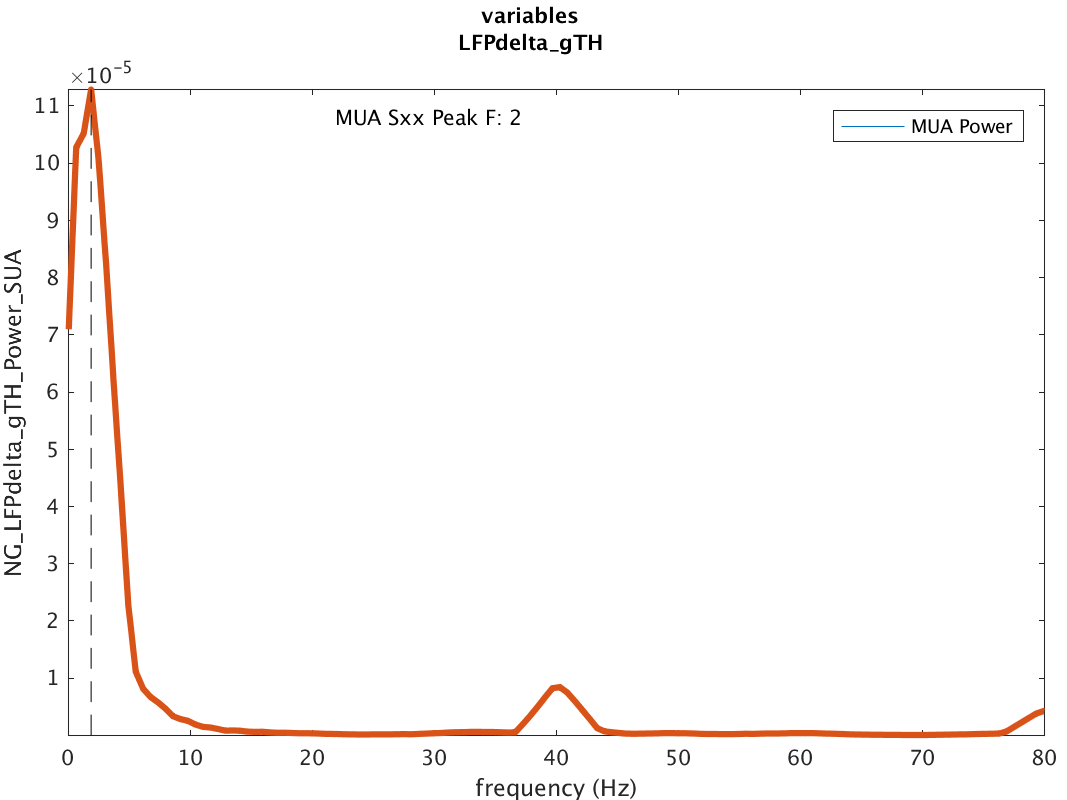 variables
LFPdelta_gTH
×10⁻⁵
MUA Sxx Peak F: 2
MUA Power
11
10
9
8
7
6
5
4
3
2
1
NG_LFPdelta_gTH_Power_SUA
0 10 20 30 40 50 60 70 80
frequency (Hz)